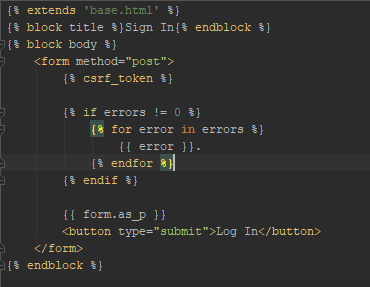 {% extends 'base.html' %}
{% block title %}Sign In{% endblock %}
{% block body %}
    <form method="post">
        {% csrf_token %}

        {% if errors != 0 %}
            {% for error in errors %}
                {{ error }}.
            {% endfor %}
        {% endif %}

        {{ form.as_p }}
        <button type="submit">Log In</button>
    </form>
{% endblock %}